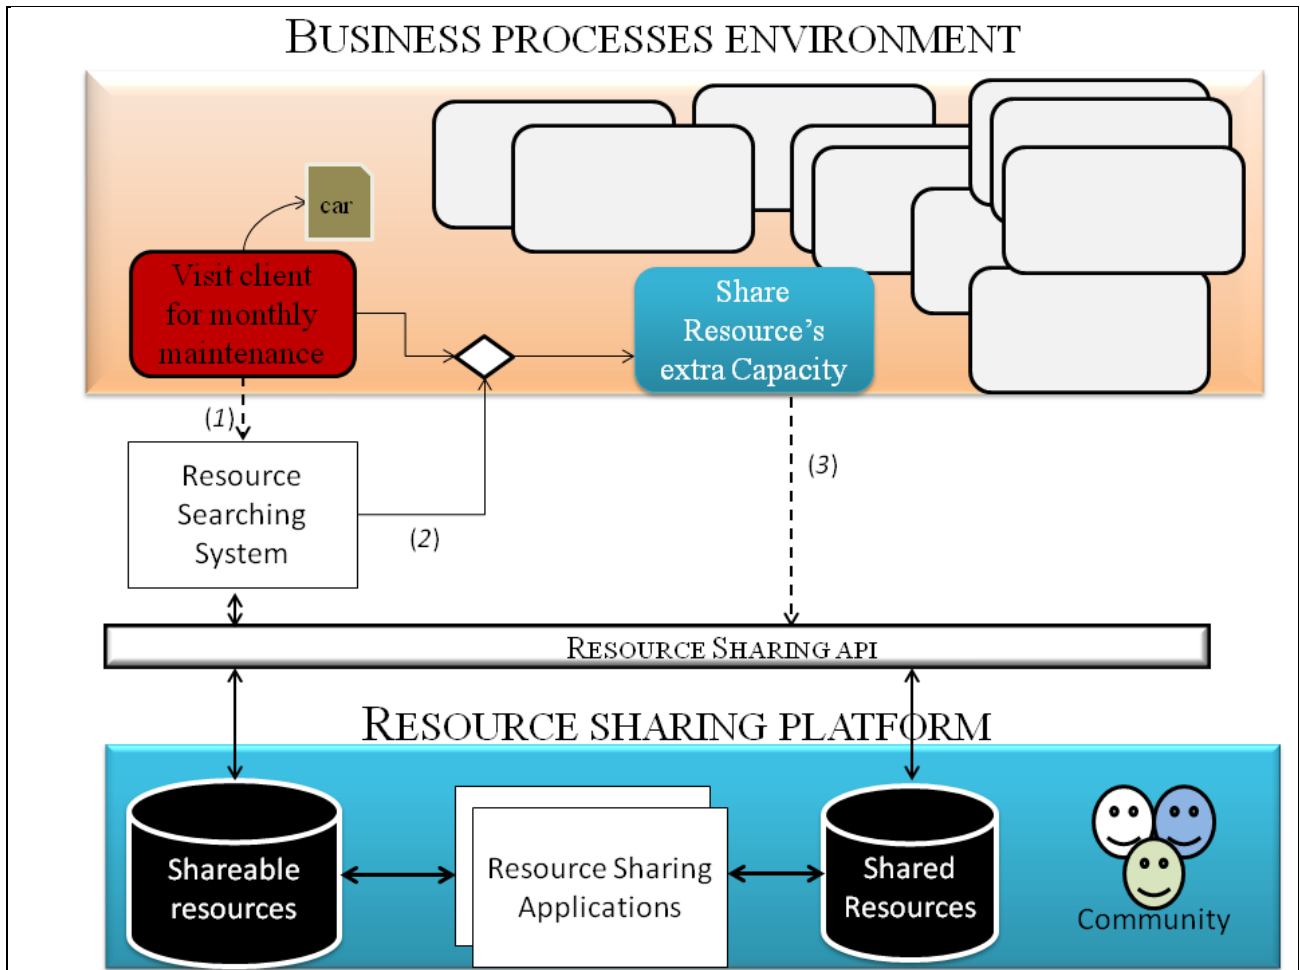 BUSINESS PROCESSES ENVIRONMENT
car
Visit client
for monthly
maintenance
Share
Resource's
extra Capacity
(1)
Resource
Searching
System
(2)
(3)
RESOURCE SHARING API
RESOURCE SHARING PLATFORM
Shareable
resources
Resource Sharing
Applications
Shared
Resources
Community